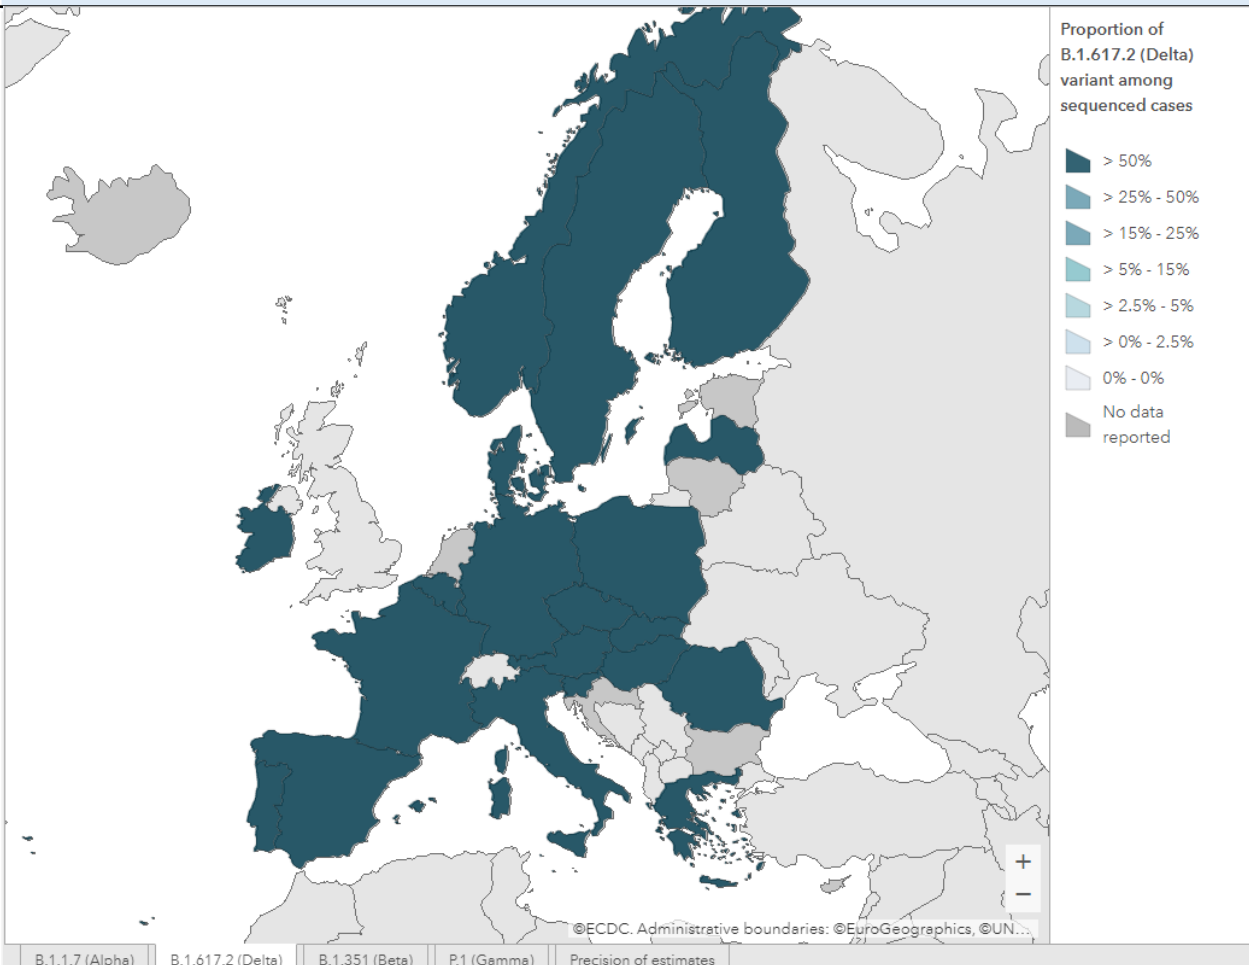 Proportion of
B.1.617.2 (Delta)
variant among
sequenced cases
> 50%
> 25% - 50%
> 15% - 25%
> 5% - 15%
> 2.5% - 5%
> 0% - 2.5%
0% - 0%
No data
reported
+
−
©ECDC. Administrative boundaries: ©EuroGeographics, ©UN...
B.1.1.7 (Alpha) B.1.617.2 (Delta) B.1.351 (Beta) P.1 (Gamma) Precision of estimates